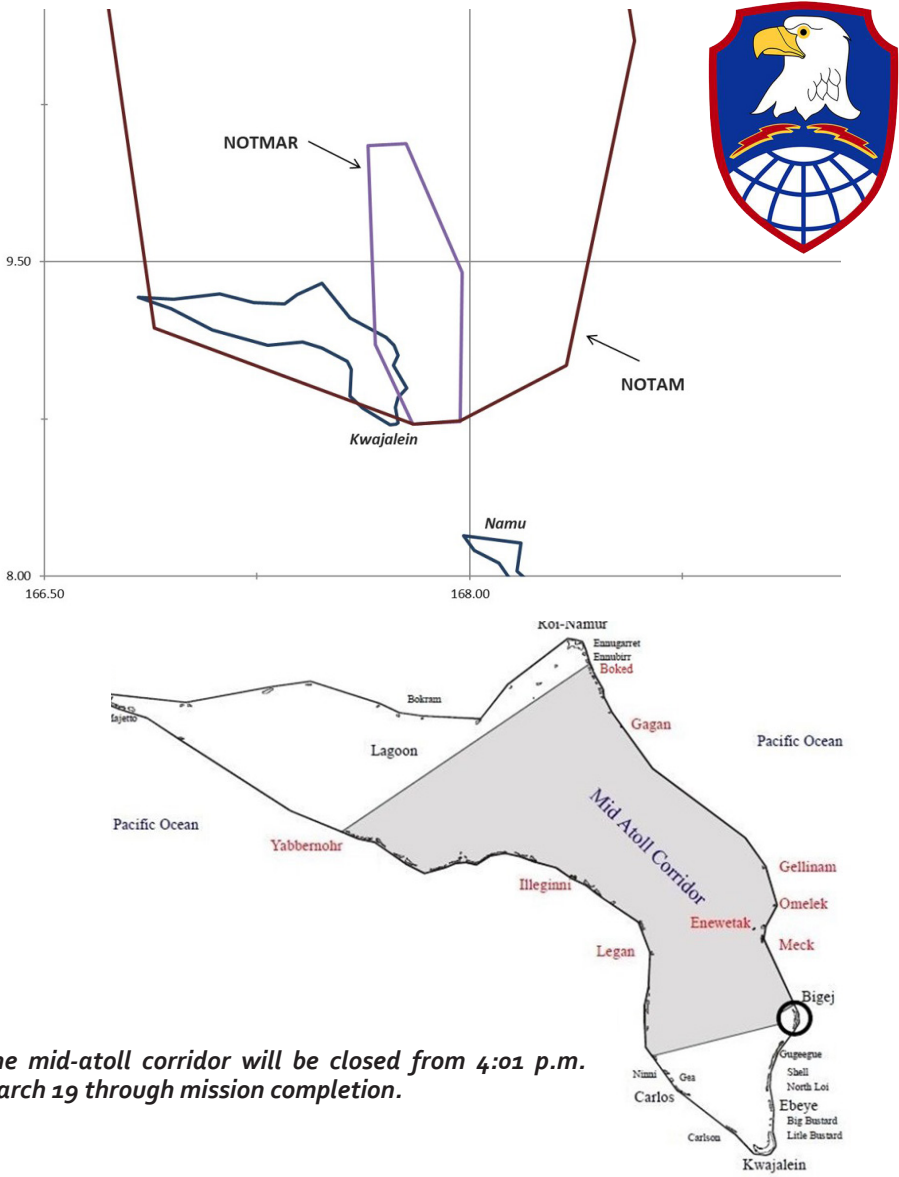 NOTMAR
9.50
NOTAM
Kwajalein
Namu
8.00
166.50
168.00
Roi-Namur
Ennugarret
Ennubirr
Boked
Bokram
Gagan
Majetto
Lagoon
Pacific Ocean
Mid Atoll Corridor
Pacific Ocean
Yabbernohr
Gellinam
Illeginni
Omelek
Enewetak
Meck
Legan
Bigej
he mid-atoll corridor will be closed from 4:01 p.m.
arch 19 through mission completion.
Gugeegue
Shell
Ninni
Gea
North Loi
Carlos
Ebeye
Big Bustard
Carlson
Litle Bustard
Kwajalein